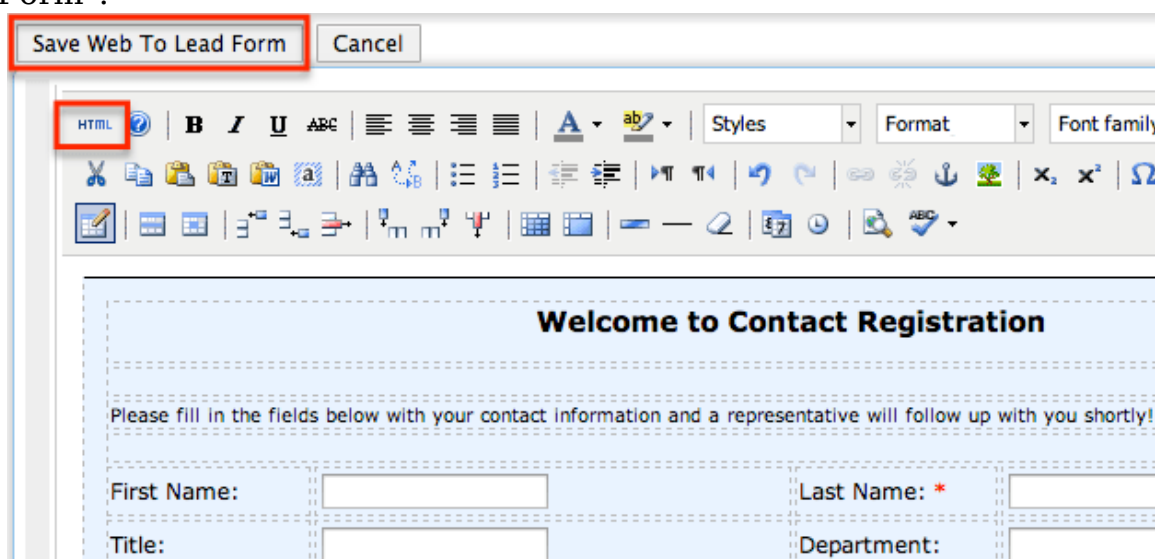 Form".
Save Web To Lead Form Cancel
HTML B I U ABC A ab Styles Format Font family
Welcome to Contact Registration
Please fill in the fields below with your contact information and a representative will follow up with you shortly!
First Name: Last Name: *
Title: Department: